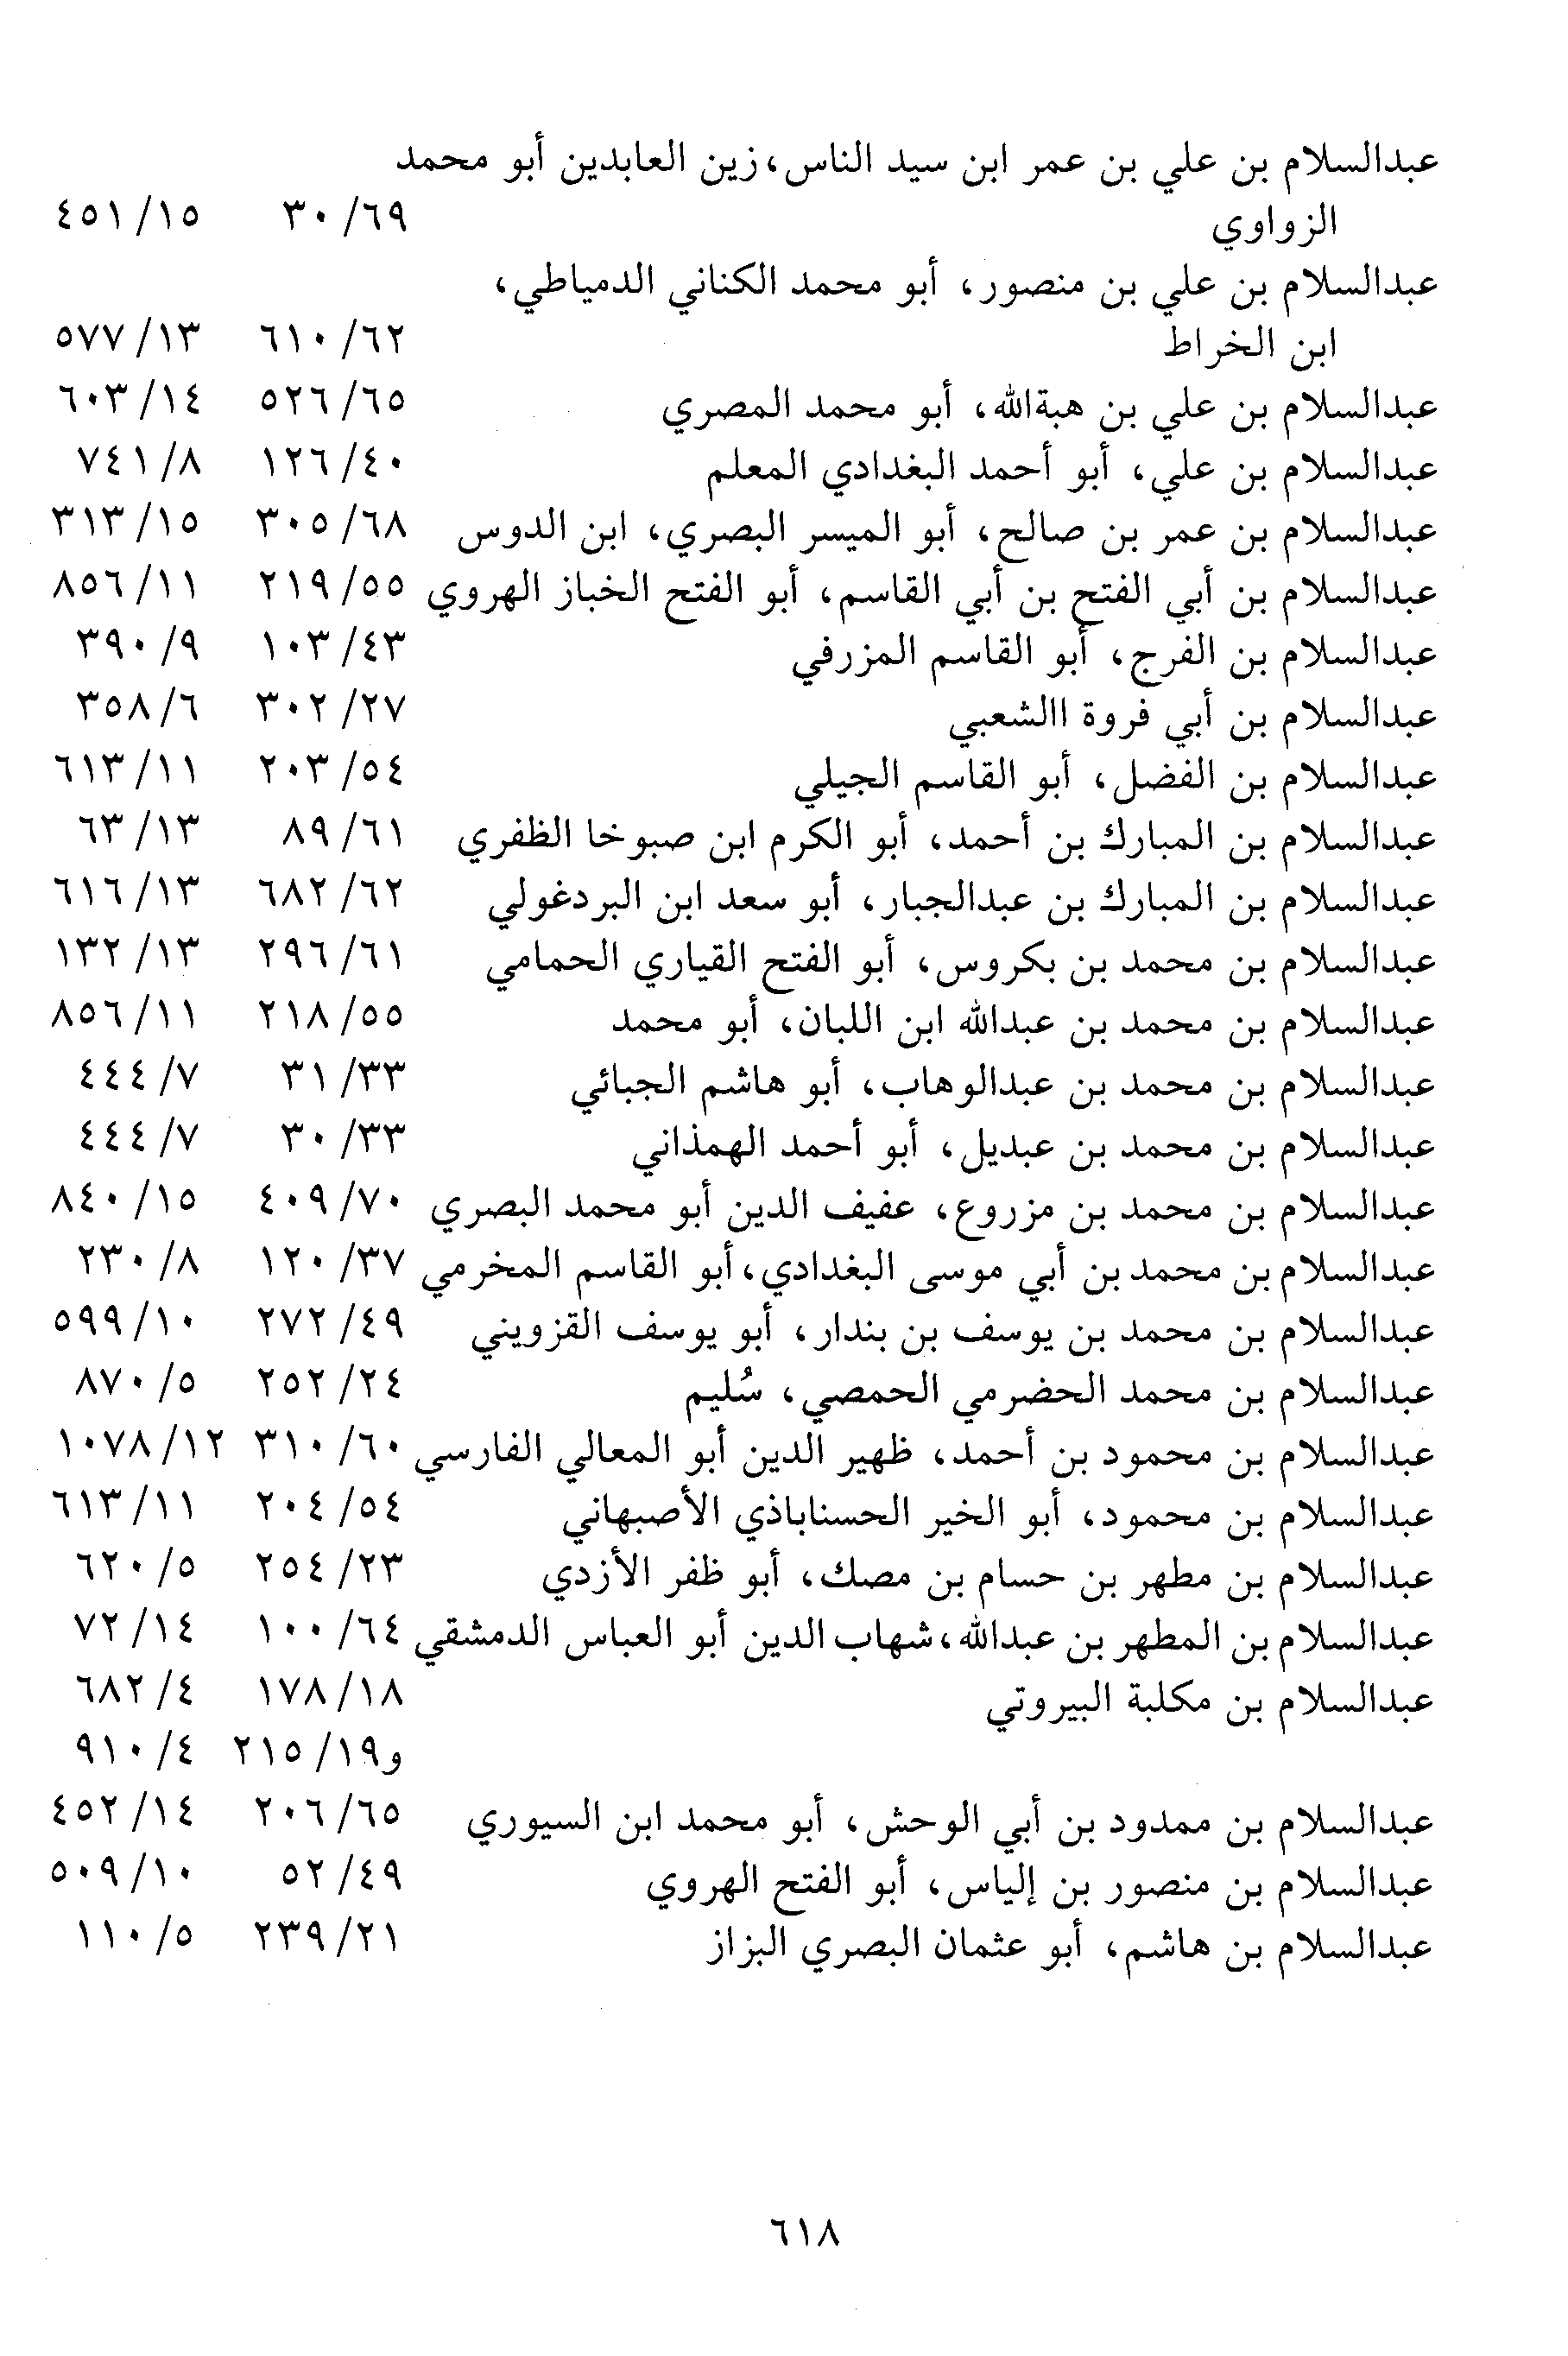 عبدالسلام بن علي بن عمر ابن سيد الناس، زين العابدين أبو محمد
الزواوي ٦٩/ ٣٠ ١٥/ ٤٥١
عبدالسلام بن علي بن منصور، أبو محمد الكناني الدمياطي،
ابن الخراط ٦٢/ ٦١٠ ١٣/ ٥٧٧
عبدالسلام بن علي بن هبةالله، أبو محمد المصري ٦٥/ ٥٢٦ ١٤/ ٦٠٣
عبدالسلام بن علي، أبو أحمد البغدادي المعلم ٤٠/ ١٢٦ ٨/ ٧٤١
عبدالسلام بن عمر بن صالح، أبو الميسر البصري، ابن الدوس ٦٨/ ٣٠٥ ١٥/ ٣١٣
عبدالسلام بن أبي الفتح بن أبي القاسم، أبو الفتح الخباز الهروي ٥٥/ ٢١٩ ١١/ ٨٥٦
عبدالسلام بن الفرج، أبو القاسم المزرفي ٤٣/ ١٠٣ ٩/ ٣٩٠
عبدالسلام بن أبي فروة االشعبي ٢٧/ ٣٠٢ ٦/ ٣٥٨
عبدالسلام بن الفضل، أبو القاسم الجيلي ٥٤/ ٢٠٣ ١١/ ٦١٣
عبدالسلام بن المبارك بن أحمد، أبو الكرم ابن صبوخا الظفري ٦١/ ٨٩ ١٣/ ٦٣
عبدالسلام بن المبارك بن عبدالجبار، أبو سعد ابن البردغولي ٦٢/ ٦٨٢ ١٣/ ٦١٦
عبدالسلام بن محمد بن بكروس، أبو الفتح القياري الحمامي ٦١/ ٢٩٦ ١٣/ ١٣٢
عبدالسلام بن محمد بن عبدالله ابن اللبان، أبو محمد ٥٥/ ٢١٨ ١١/ ٨٥٦
عبدالسلام بن محمد بن عبدالوهاب، أبو هاشم الجبائي ٣٣/ ٣١ ٧/ ٤٤٤
عبدالسلام بن محمد بن عبديل، أبو أحمد الهمذاني ٣٣/ ٣٠ ٧/ ٤٤٤
عبدالسلام بن محمد بن مزروع، عفيف الدين أبو محمد البصري ٧٠/ ٤٠٩ ١٥/ ٨٤٠
عبدالسلام بن محمد بن أبي موسى البغدادي، أبو القاسم المخرمي ٣٧/ ١٢٠ ٨/ ٢٣٠
عبدالسلام بن محمد بن يوسف بن بندار، أبو يوسف القزويني ٤٩/ ٢٧٢ ١٠/ ٥٩٩
عبدالسلام بن محمد الحضرمي الحمصي، سُليم ٢٤/ ٢٥٢ ٥/ ٨٧٠
عبدالسلام بن محمود بن أحمد، ظهير الدين أبو المعالي الفارسي ٦٠/ ٣١٠ ١٢/ ١٠٧٨
عبدالسلام بن محمود، أبو الخير الحسناباذي الأصبهاني ٥٤/ ٢٠٤ ١١/ ٦١٣
عبدالسلام بن مطهر بن حسام بن مصك، أبو ظفر الأزدي ٢٣/ ٢٥٤ ٥/ ٦٢٠
عبدالسلام بن المطهر بن عبدالله، شهاب الدين أبو العباس الدمشقي ٦٤/ ١٠٠ ١٤/ ٧٢
عبدالسلام بن مكلبة البيروتي ١٨/ ١٧٨ ٤/ ٦٨٢
و١٩/ ٢١٥ ٤/ ٩١٠
عبدالسلام بن ممدود بن أبي الوحش، أبو محمد ابن السيوري ٦٥/ ٢٠٦ ١٤/ ٤٥٢
عبدالسلام بن منصور بن إلياس، أبو الفتح الهروي ٤٩/ ٥٢ ١٠/ ٥٠٩
عبدالسلام بن هاشم، أبو عثمان البصري البزاز ٢١/ ٢٣٩ ٥/ ١١٠
٦١٨